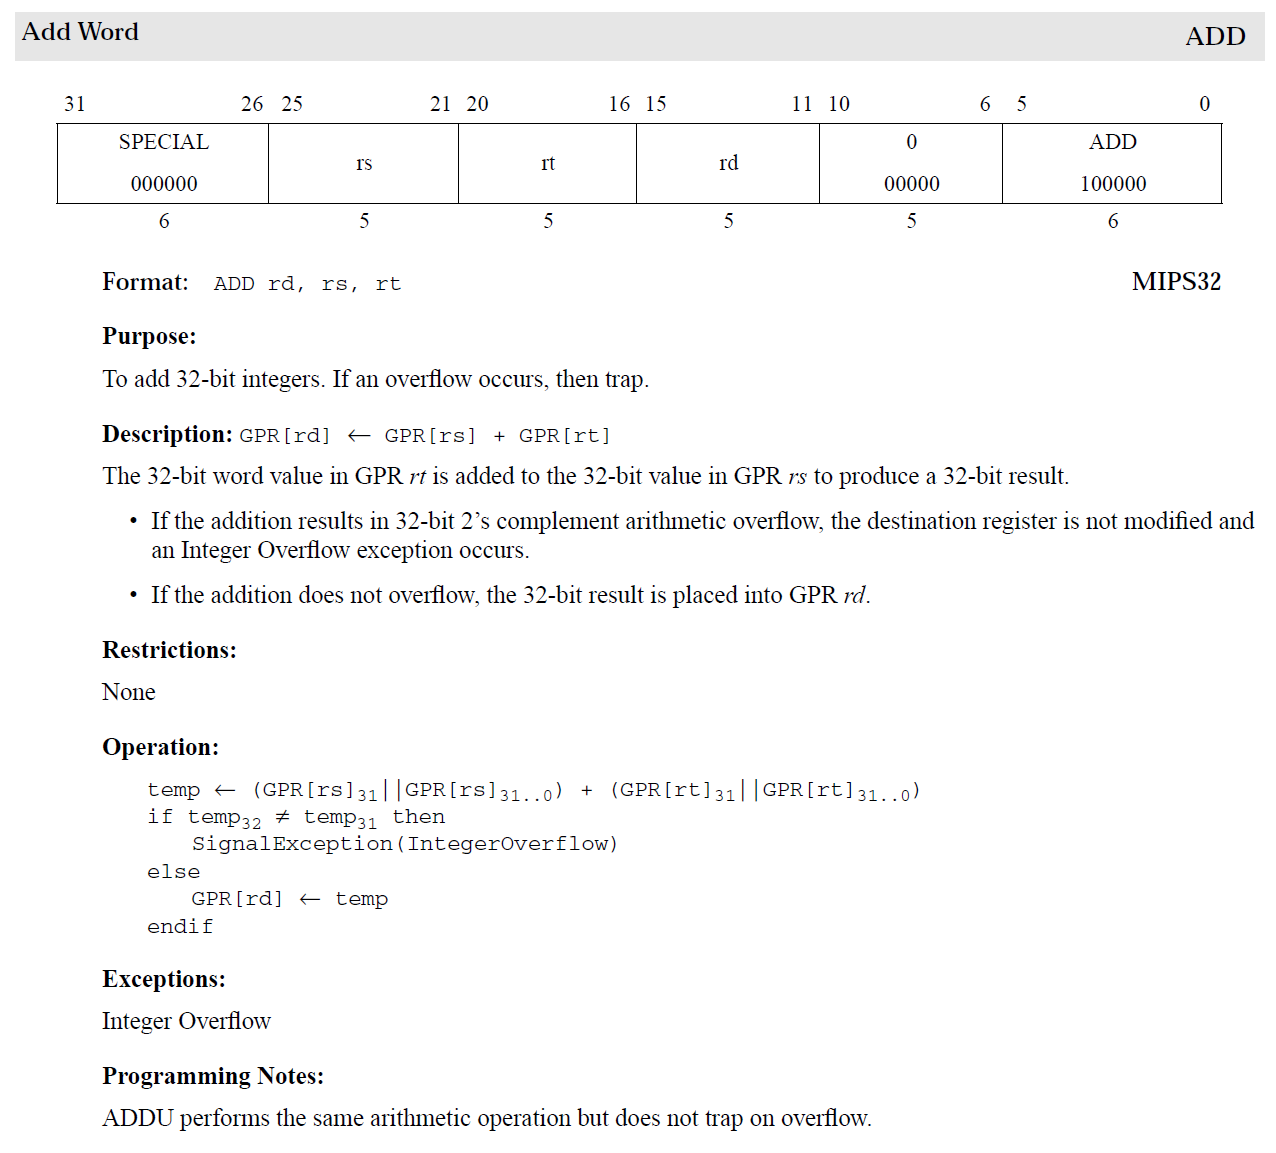 Add Word ADD
31 26 25 21 20 16 15 11 10 6 5 0
SPECIAL 0 ADD
rs rt rd
000000 00000 100000
6 5 5 5 5 6
Format: ADD rd, rs, rt MIPS32
Purpose:
To add 32-bit integers. If an overflow occurs, then trap.
Description: GPR[rd] ← GPR[rs] + GPR[rt]
The 32-bit word value in GPR rt is added to the 32-bit value in GPR rs to produce a 32-bit result.
• If the addition results in 32-bit 2’s complement arithmetic overflow, the destination register is not modified and
an Integer Overflow exception occurs.
• If the addition does not overflow, the 32-bit result is placed into GPR rd.
Restrictions:
None
Operation:
temp ← (GPR[rs]31||GPR[rs]31..0) + (GPR[rt]31||GPR[rt]31..0)
if temp32 ≠ temp31 then
SignalException(IntegerOverflow)
else
GPR[rd] ← temp
endif
Exceptions:
Integer Overflow
Programming Notes:
ADDU performs the same arithmetic operation but does not trap on overflow.